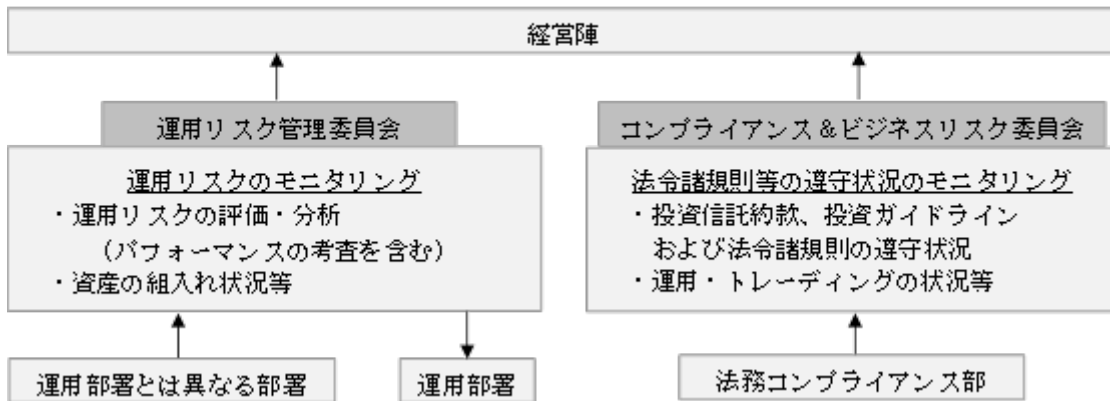 経営陣
運用リスク管理委員会
運用リスクのモニタリング
・運用リスクの評価・分析
（パフォーマンスの考査を含む）
・資産の組入れ状況等
運用部署とは異なる部署
運用部署
コンプライアンス＆ビジネスリスク委員会
法令諸規則等の遵守状況のモニタリング
・投資信託約款、投資ガイドライン
および法令諸規則の遵守状況
・運用・トレーディングの状況等
法務コンプライアンス部